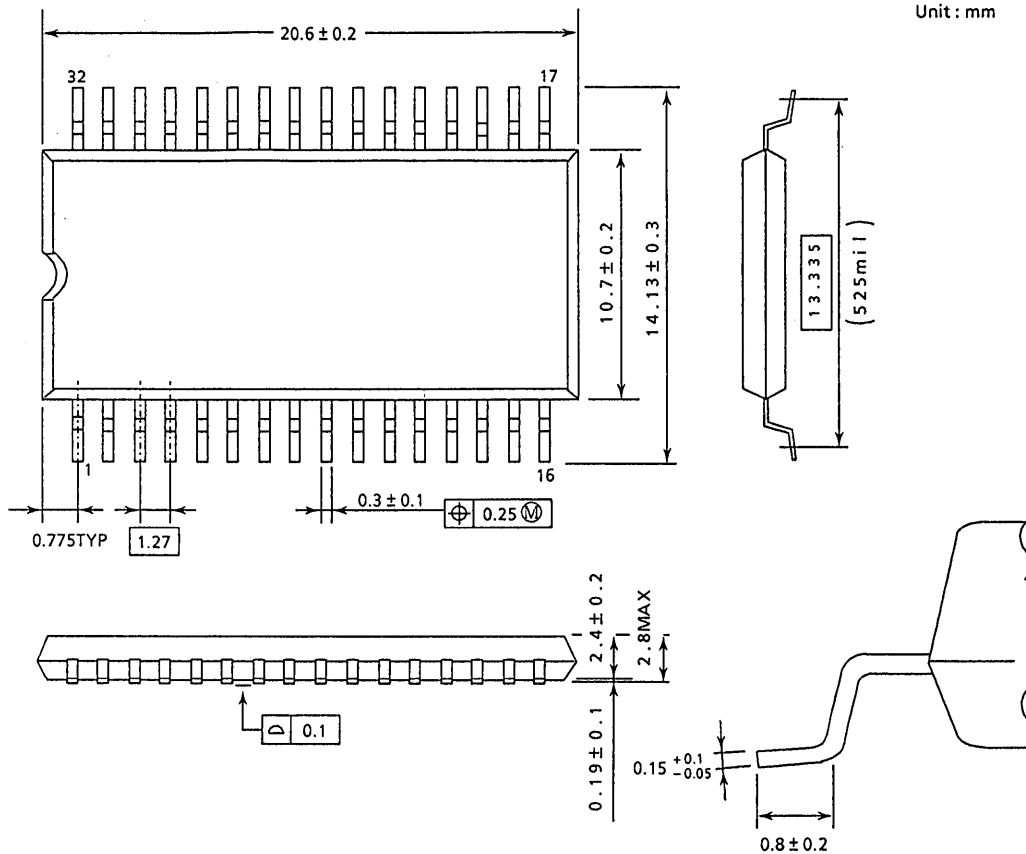 Unit : mm
20.6 ± 0.2
32
17
10.7 ± 0.2
14.13 ± 0.3
13.335
(525mil)
1
16
0.775TYP
1.27
0.3 ± 0.1
⌖ 0.25 Ⓜ
2.4 ± 0.2
2.8MAX
0.19 ± 0.1
⌓ 0.1
0.15 +0.1 -0.05
0.8 ± 0.2